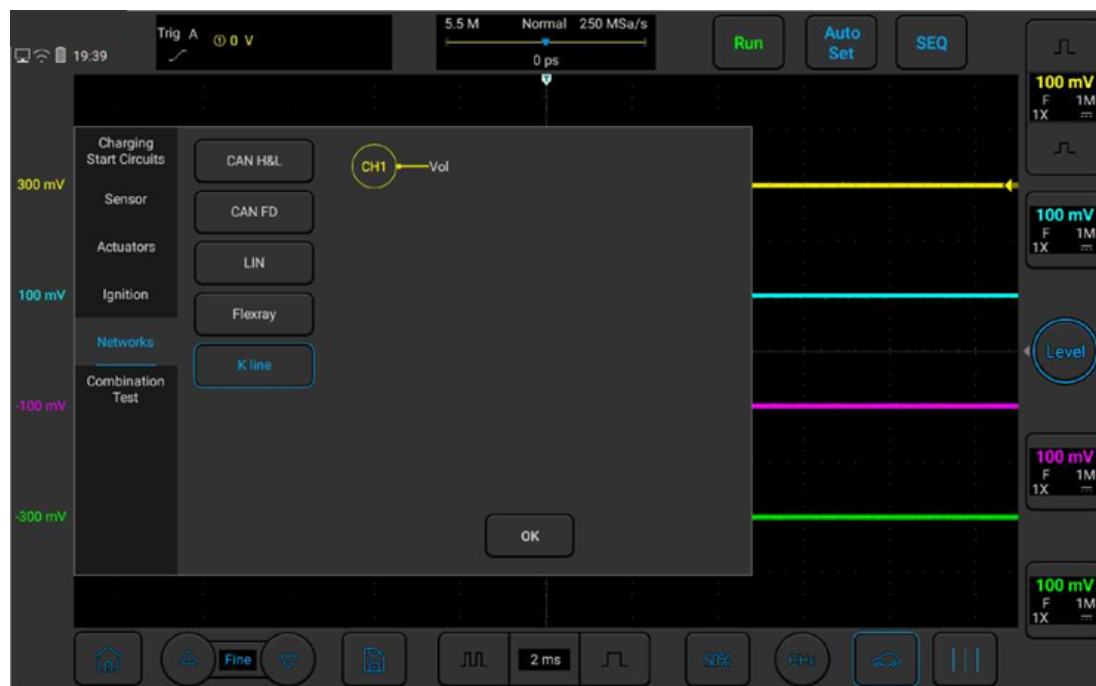 19:39
Trig A ① 0 V
5.5 M Normal 250 MSa/s
0 ps
Run
Auto
Set
SEQ
T
100 mV
F 1M
1X
Charging
Start Circuits
Sensor
Actuators
Ignition
Networks
Combination
Test
CAN H&L
CAN FD
LIN
Flexray
K line
CH1 Vol
OK
300 mV
100 mV
-100 mV
-300 mV
100 mV
F 1M
1X
Level
100 mV
F 1M
1X
100 mV
F 1M
1X
Fine
2 ms
50%
CHx